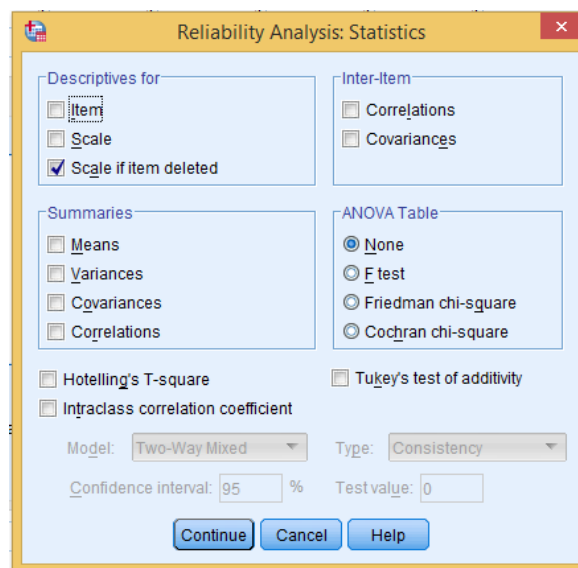 Reliability Analysis: Statistics
Descriptives for
Item
Scale
Scale if item deleted
Inter-Item
Correlations
Covariances
Summaries
Means
Variances
Covariances
Correlations
ANOVA Table
None
F test
Friedman chi-square
Cochran chi-square
Hotelling's T-square
Tukey's test of additivity
Intraclass correlation coefficient
Model: Two-Way Mixed Type: Consistency
Confidence interval: 95 % Test value: 0
Continue Cancel Help